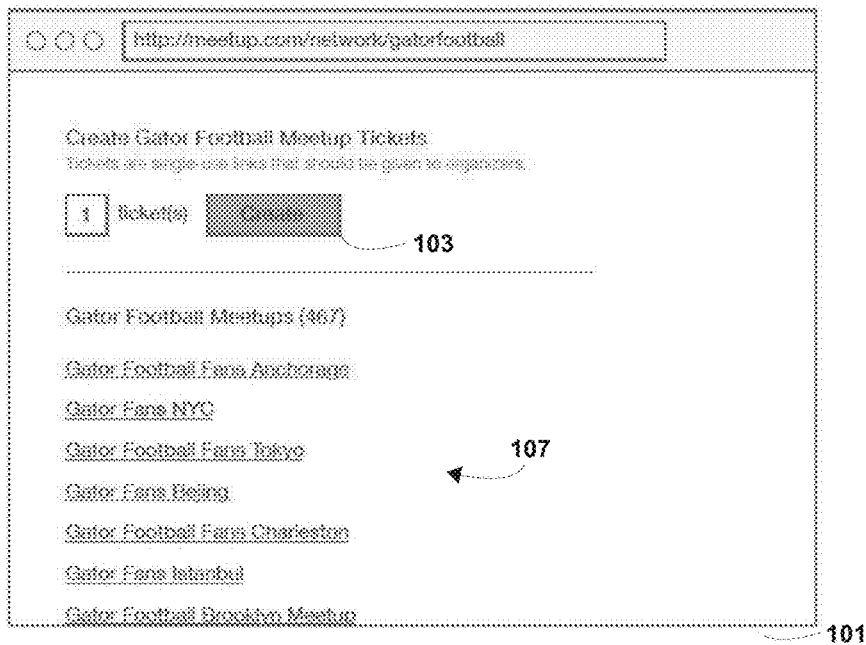 http://meetup.com/network/gatorfootball
Create Gator Football Meetup Tickets
Tickets are single-use links that should be given to organizers.
1 ticket(s) Create
103
Gator Football Meetups (467)
Gator Football Fans Anchorage
Gator Fans NYC
Gator Football Fans Tokyo
107
Gator Fans Bejing
Gator Football Fans Charleston
Gator Fans Istanbul
Gator Football Brooklyn Meetup
101